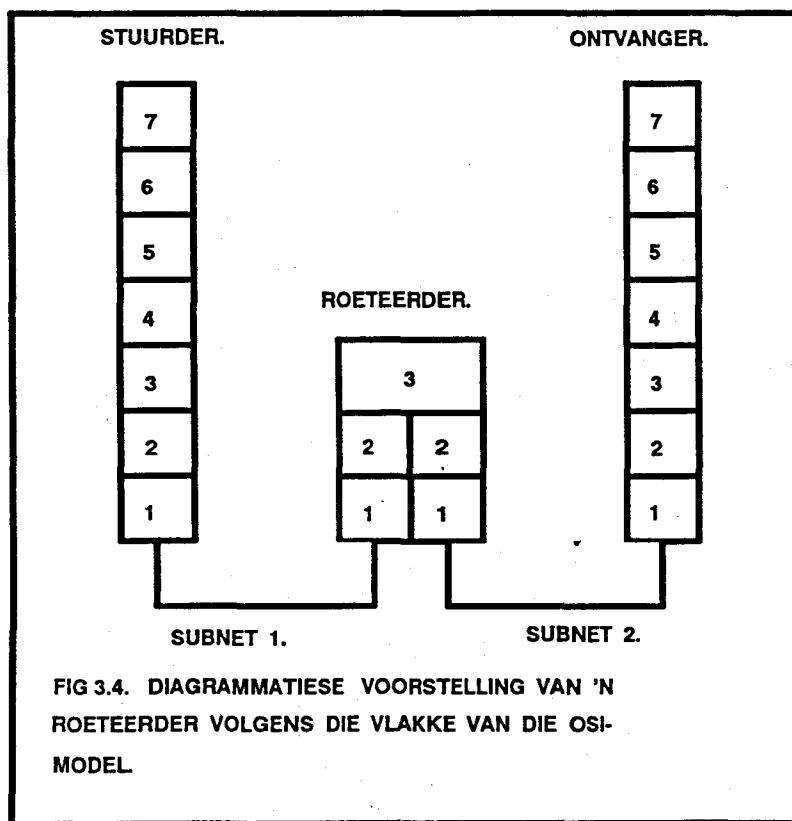 STUURDER.
ONTVANGER.
7
6
5
4
3
2
1
ROETEERDER.
3
2 2
1 1
7
6
5
4
3
2
1
SUBNET 1.
SUBNET 2.
FIG 3.4. DIAGRAMMATIESE VOORSTELLING VAN 'N
ROETEERDER VOLGENS DIE VLAKKE VAN DIE OSI-
MODEL.